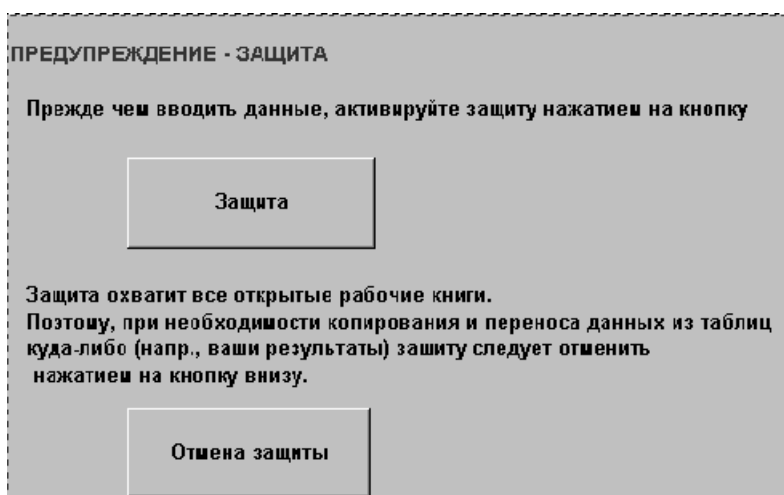 ПРЕДУПРЕЖДЕНИЕ - ЗАЩИТА
Прежде чем вводить данные, активируйте защиту нажатием на кнопку
Защита
Защита охватит все открытые рабочие книги.
Поэтому, при необходимости копирования и переноса данных из таблиц
куда-либо (напр., ваши результаты) зашиту следует отменить
нажатием на кнопку внизу.
Отмена защиты